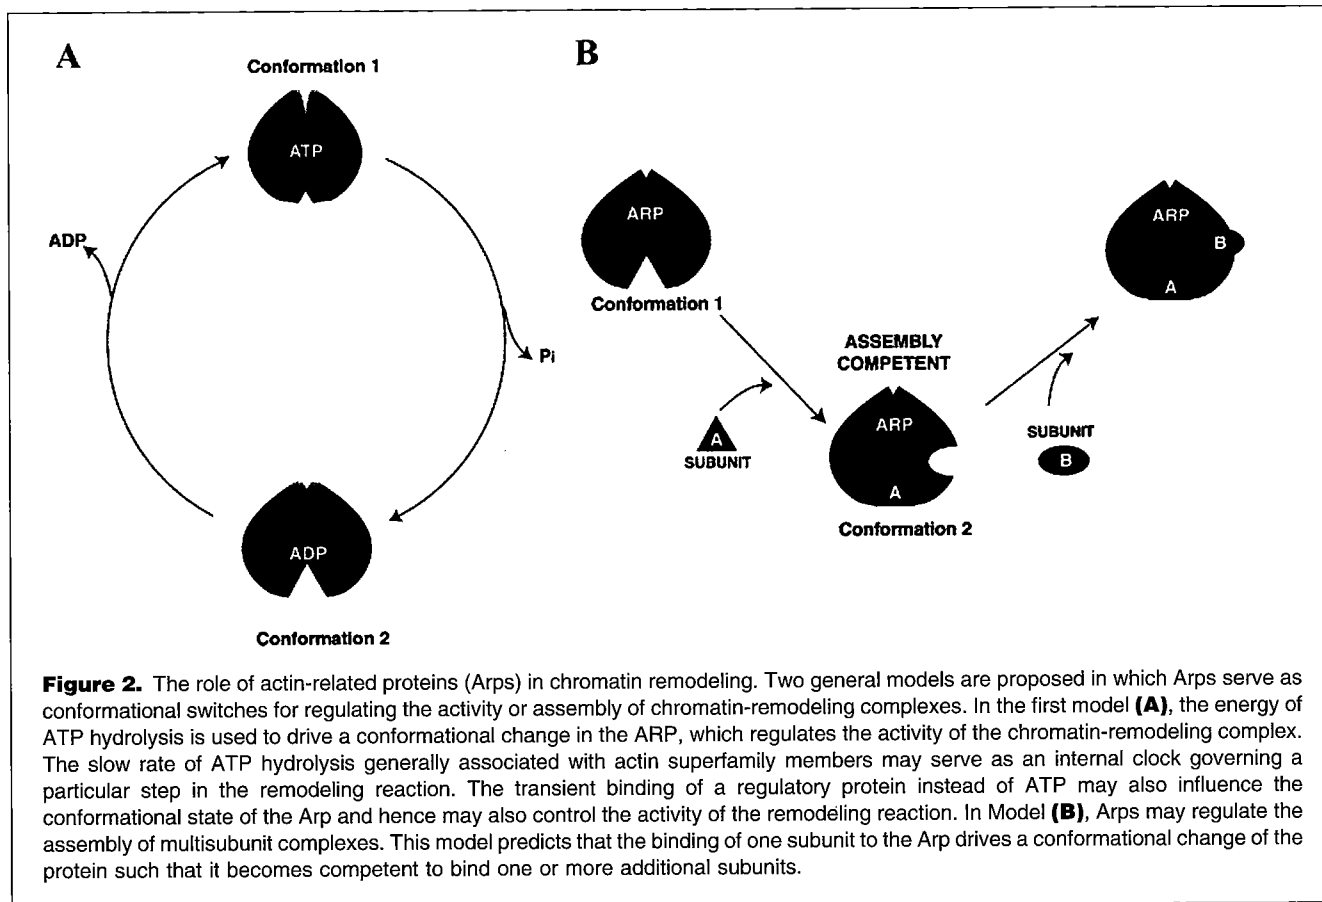 A
Conformation 1
ATP
ADP
Pi
ADP
Conformation 2
B
ARP
Conformation 1
A
SUBUNIT
ASSEMBLY
COMPETENT
ARP
A
Conformation 2
SUBUNIT
B
ARP
B
A
Figure 2. The role of actin-related proteins (Arps) in chromatin remodeling. Two general models are proposed in which Arps serve as
conformational switches for regulating the activity or assembly of chromatin-remodeling complexes. In the first model (A), the energy of
ATP hydrolysis is used to drive a conformational change in the ARP, which regulates the activity of the chromatin-remodeling complex.
The slow rate of ATP hydrolysis generally associated with actin superfamily members may serve as an internal clock governing a
particular step in the remodeling reaction. The transient binding of a regulatory protein instead of ATP may also influence the
conformational state of the Arp and hence may also control the activity of the remodeling reaction. In Model (B), Arps may regulate the
assembly of multisubunit complexes. This model predicts that the binding of one subunit to the Arp drives a conformational change of the
protein such that it becomes competent to bind one or more additional subunits.